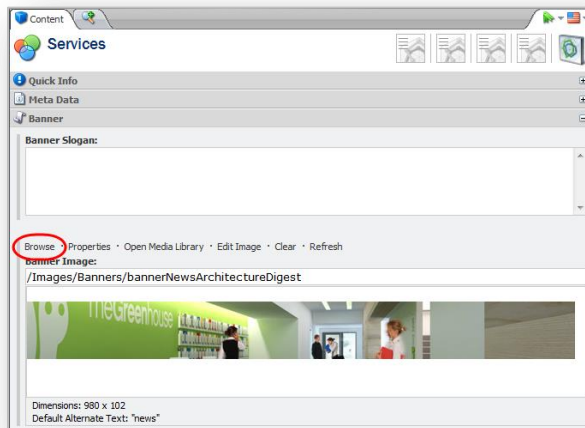 Content
Services
Quick Info
Meta Data
Banner
Banner Slogan:
Browse · Properties · Open Media Library · Edit Image · Clear · Refresh
Banner Image:
/Images/Banners/bannerNewsArchitectureDigest
TheGreenhouse
Dimensions: 980 x 102
Default Alternate Text: "news"